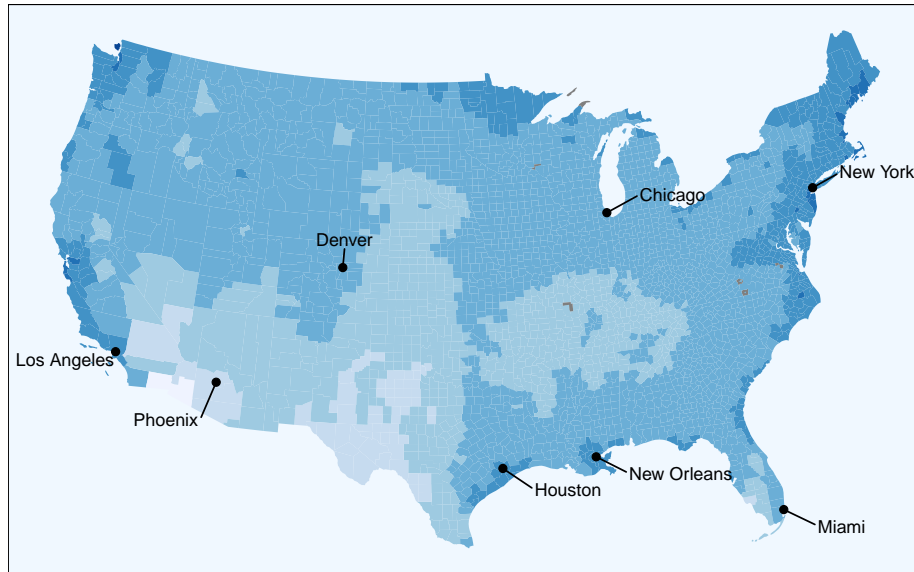 New York
Chicago
Denver
Los Angeles
Phoenix
New Orleans
Houston
Miami